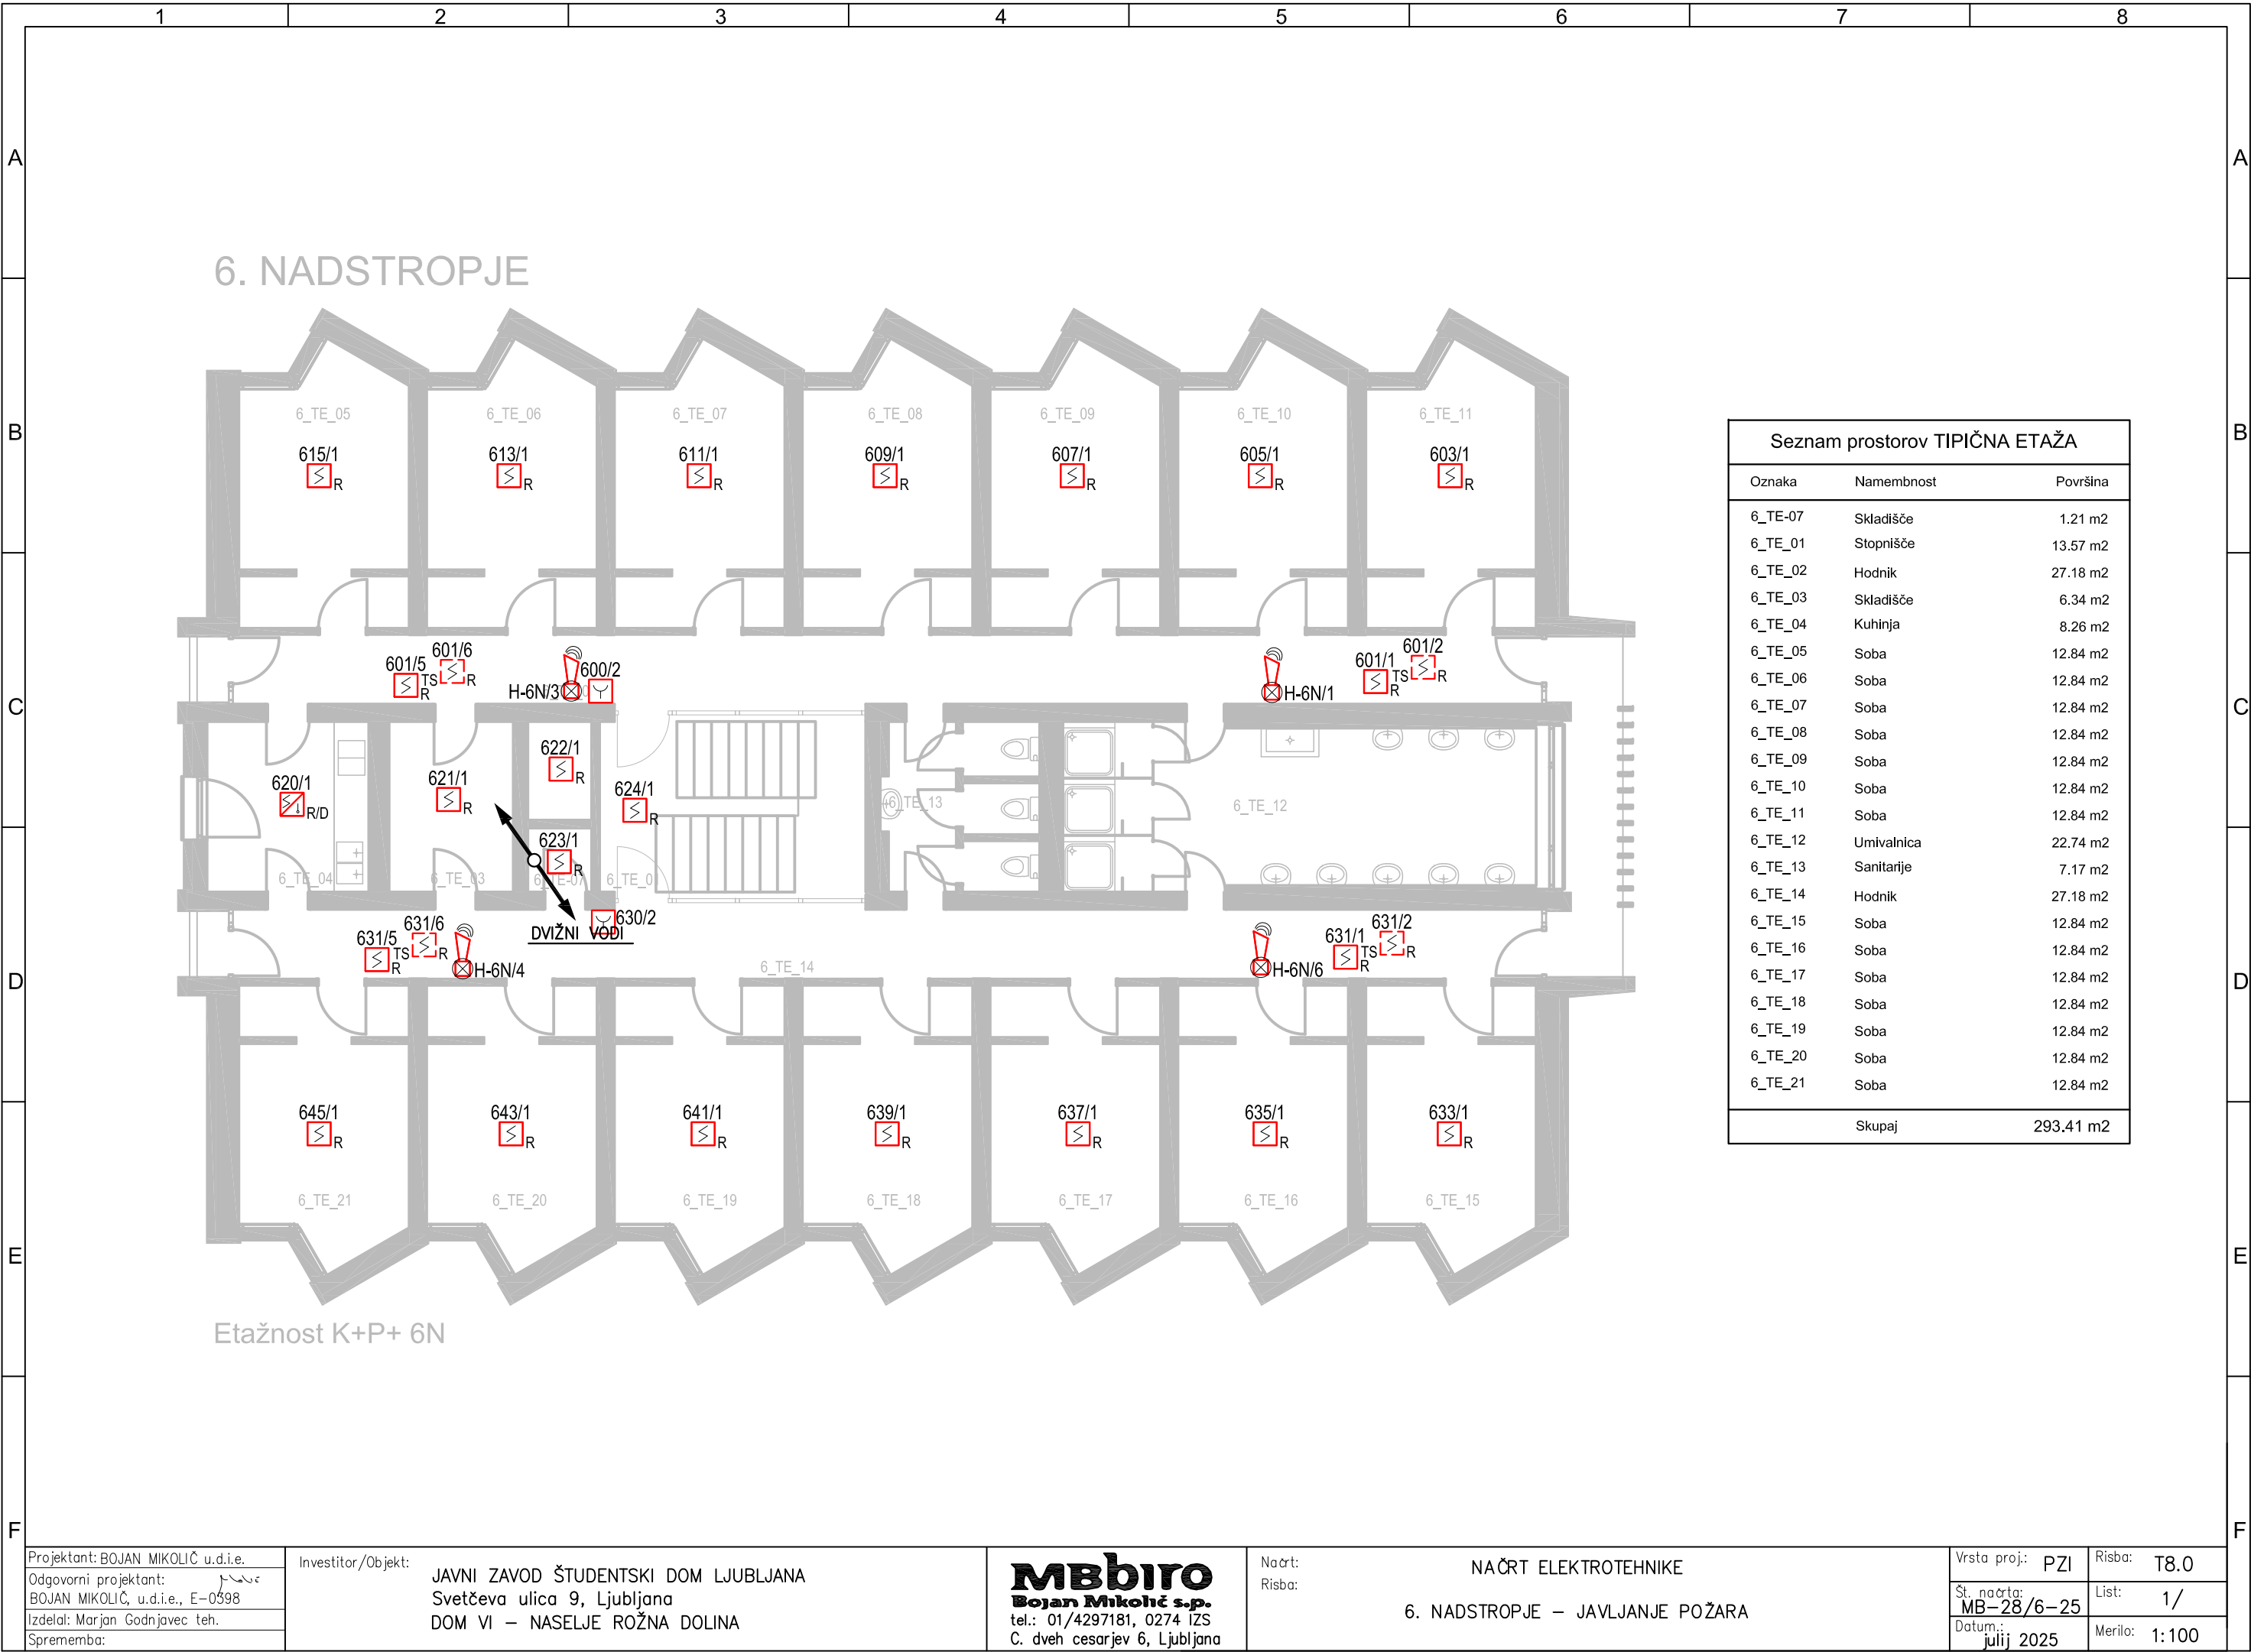 1 2 3 4 5 6 7 8
A A
B B
C C
D D
E E
F F
6. NADSTROPJE
6_TE_05 6_TE_06 6_TE_07 6_TE_08 6_TE_09 6_TE_10 6_TE_11
615/1 613/1 611/1 609/1 607/1 605/1 603/1
R R R R R R R
601/5 TS R
601/6 R
H-6N/3
600/2
H-6N/1
601/1 TS R
601/2 R
620/1 R/D
621/1 R
622/1 R
624/1 R
623/1 R
6_TE_13
6_TE_12
6_TE_04 6_TE_03 6_TE-07 6_TE_0
630/2
DVIŽNI VODI
631/5 TS R
631/6 R
H-6N/4
6_TE_14
H-6N/6
631/1 TS R
631/2 R
645/1 643/1 641/1 639/1 637/1 635/1 633/1
R R R R R R R
6_TE_21 6_TE_20 6_TE_19 6_TE_18 6_TE_17 6_TE_16 6_TE_15
Etažnost K+P+ 6N
Seznam prostorov TIPIČNA ETAŽA
Oznaka Namembnost Površina
6_TE-07 Skladišče 1.21 m2
6_TE_01 Stopnišče 13.57 m2
6_TE_02 Hodnik 27.18 m2
6_TE_03 Skladišče 6.34 m2
6_TE_04 Kuhinja 8.26 m2
6_TE_05 Soba 12.84 m2
6_TE_06 Soba 12.84 m2
6_TE_07 Soba 12.84 m2
6_TE_08 Soba 12.84 m2
6_TE_09 Soba 12.84 m2
6_TE_10 Soba 12.84 m2
6_TE_11 Soba 12.84 m2
6_TE_12 Umivalnica 22.74 m2
6_TE_13 Sanitarije 7.17 m2
6_TE_14 Hodnik 27.18 m2
6_TE_15 Soba 12.84 m2
6_TE_16 Soba 12.84 m2
6_TE_17 Soba 12.84 m2
6_TE_18 Soba 12.84 m2
6_TE_19 Soba 12.84 m2
6_TE_20 Soba 12.84 m2
6_TE_21 Soba 12.84 m2
Skupaj 293.41 m2
Projektant: BOJAN MIKOLIČ u.d.i.e.
Odgovorni projektant:
BOJAN MIKOLIČ, u.d.i.e., E-0398
Izdelal: Marjan Godnjavec teh.
Sprememba:
Investitor/Objekt:
JAVNI ZAVOD ŠTUDENTSKI DOM LJUBLJANA
Svetčeva ulica 9, Ljubljana
DOM VI – NASELJE ROŽNA DOLINA
MBbiro
Bojan Mikolič s.p.
tel.: 01/4297181, 0274 IZS
C. dveh cesarjev 6, Ljubljana
Načrt: NAČRT ELEKTROTEHNIKE
Risba:
6. NADSTROPJE – JAVLJANJE POŽARA
Vrsta proj.: PZI
Risba: T8.0
Št. načrta: MB-28/6-25
List: 1/
Datum.: julij 2025
Merilo: 1:100